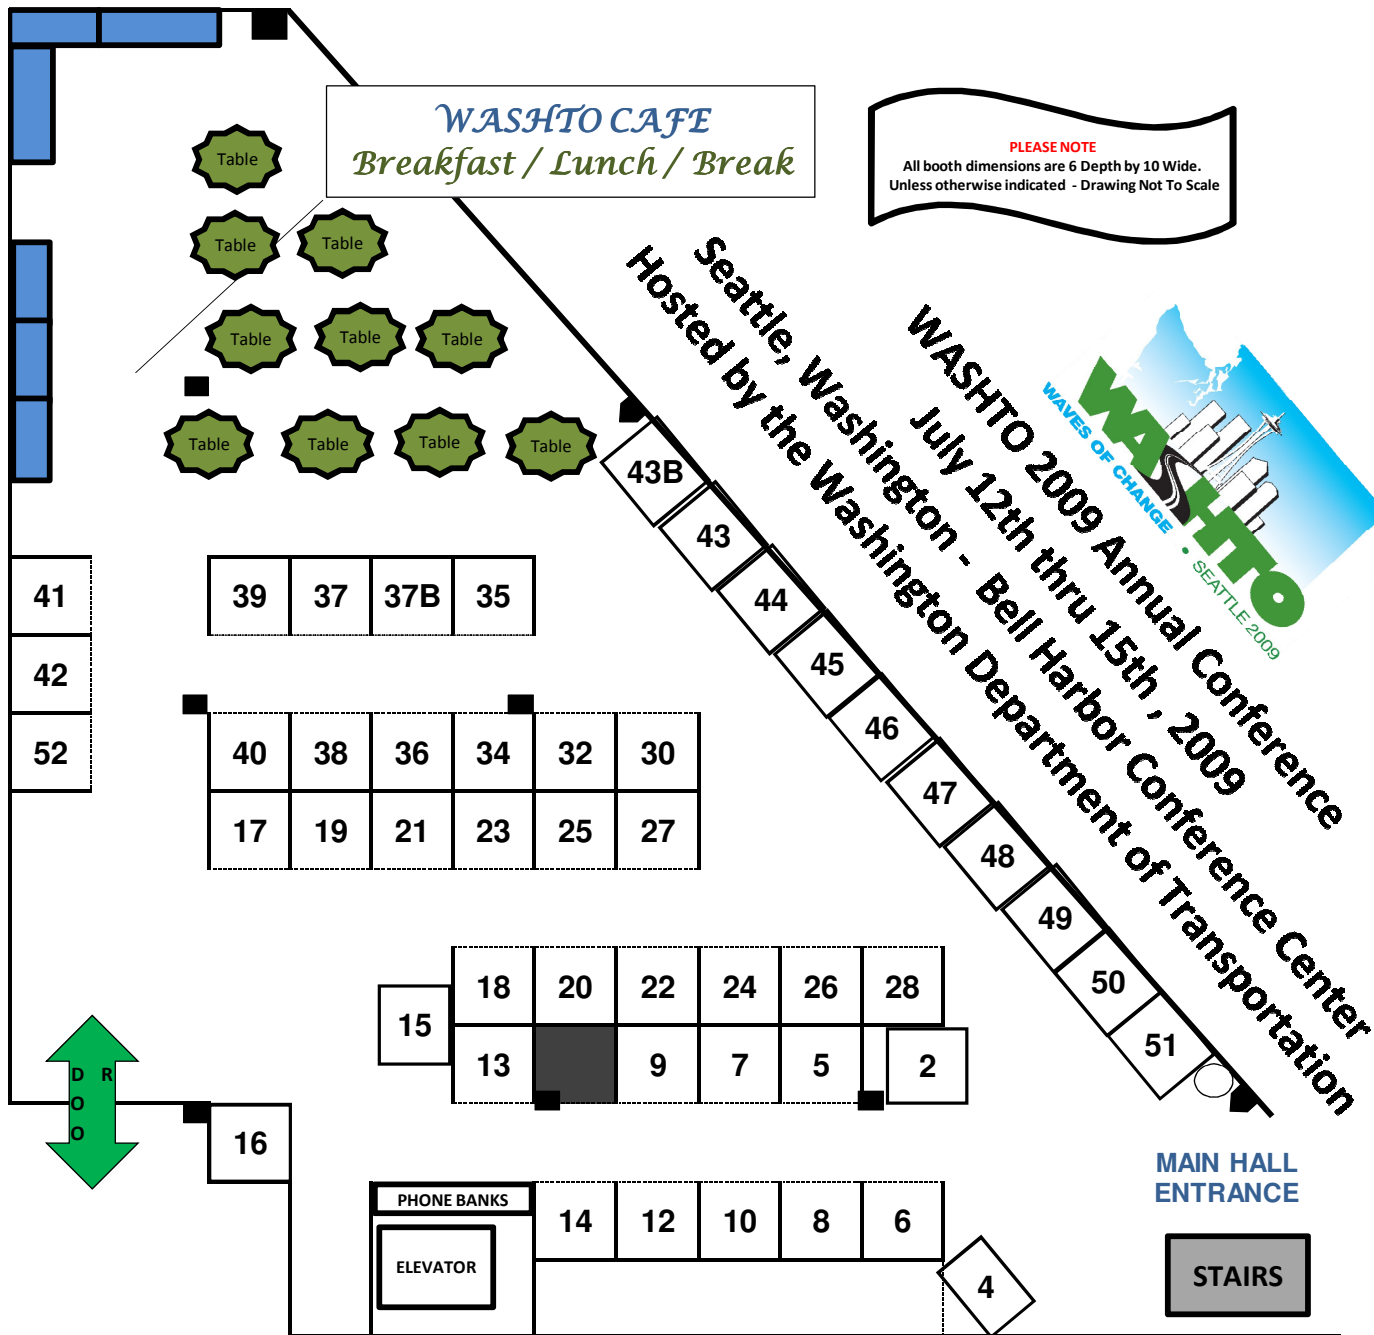 WASHTO CAFE
Breakfast / Lunch / Break
PLEASE NOTE
All booth dimensions are 6 Depth by 10 Wide.
Unless otherwise indicated - Drawing Not To Scale
Table
Table
Table
Table
Table
Table
Table
Table
Table
Table
WASHTO 2009 Annual Conference
July 12th thru 15th , 2009
Seattle, Washington - Bell Harbor Conference Center
Hosted by the Washington Department of Transportation
WASHTO
WAVES OF CHANGE • SEATTLE 2009
43B
43
44
45
46
47
48
49
50
51
41
42
52
39 37 37B 35
40 38 36 34 32 30
17 19 21 23 25 27
18 20 22 24 26 28
15
13 9 7 5 2
D R
O
O
16
PHONE BANKS
ELEVATOR
14 12 10 8 6
4
MAIN HALL
ENTRANCE
STAIRS